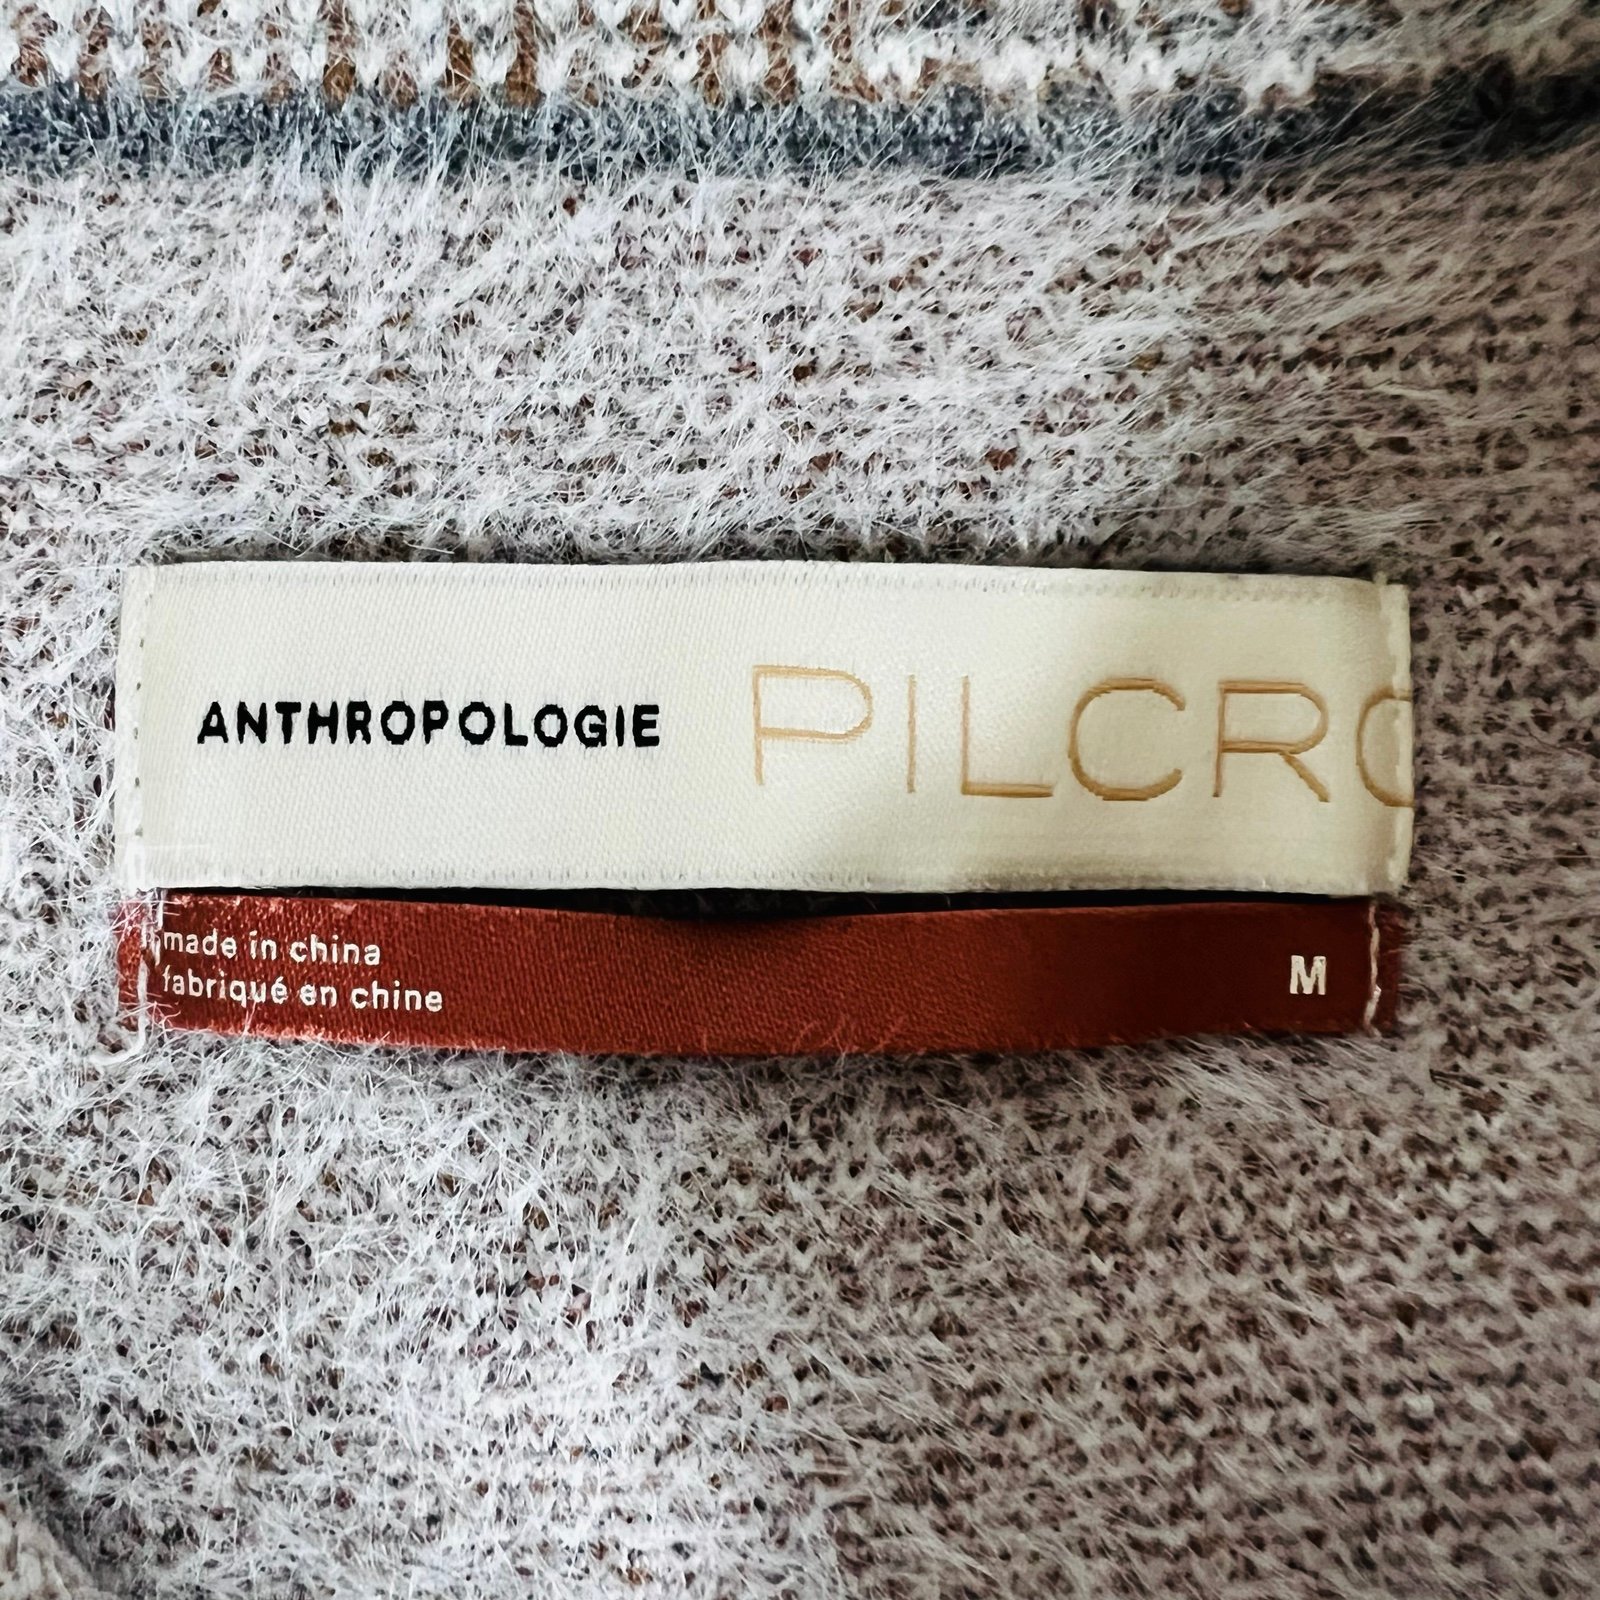 ANTHROPOLOGIE PILCRO
made in china
fabriqué en chine
M